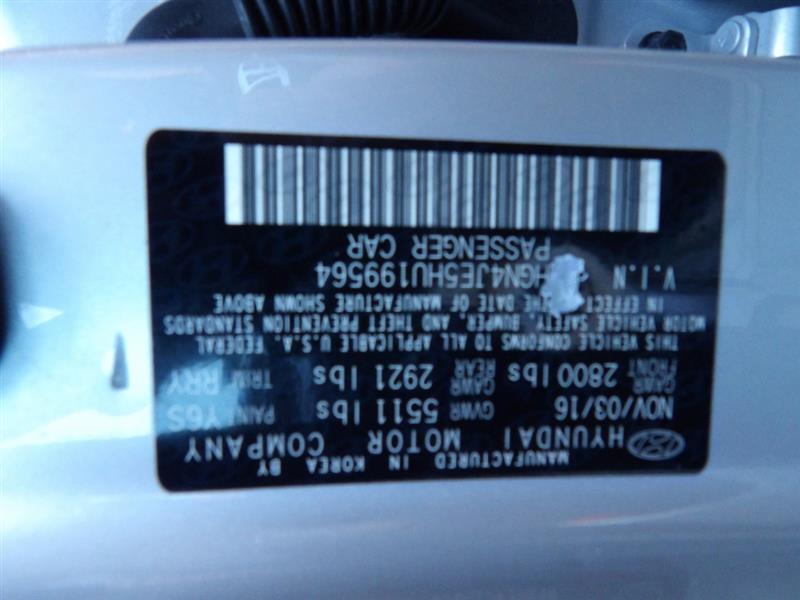 MANUFACTURED IN KOREA BY
HYUNDAI MOTOR COMPANY
NOV/03/16 GVWR 5511 lbs PAINT Y6S
GAWR FRONT 2800 lbs GAWR REAR 2921 lbs TRIM RRY
THIS VEHICLE CONFORMS TO ALL APPLICABLE U.S.A. FEDERAL
MOTOR VEHICLE SAFETY, BUMPER, AND THEFT PREVENTION STANDARDS
IN EFFECT THE DATE OF MANUFACTURE SHOWN ABOVE
V.I.N HGN4JE5HU199564
PASSENGER CAR